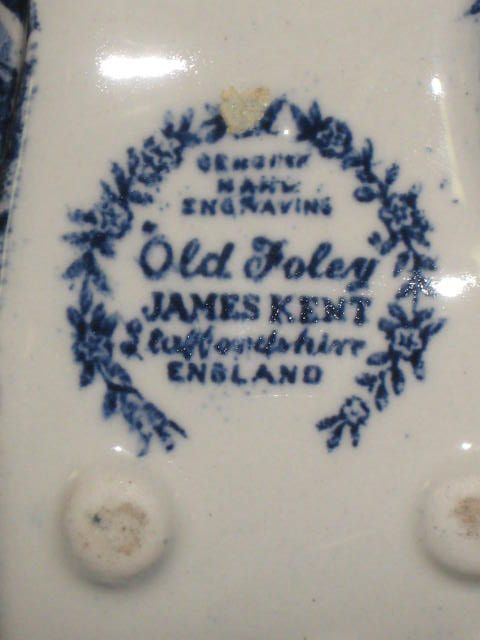 GENUINE
HAND
ENGRAVING
Old Foley
JAMES KENT
Staffordshire
ENGLAND